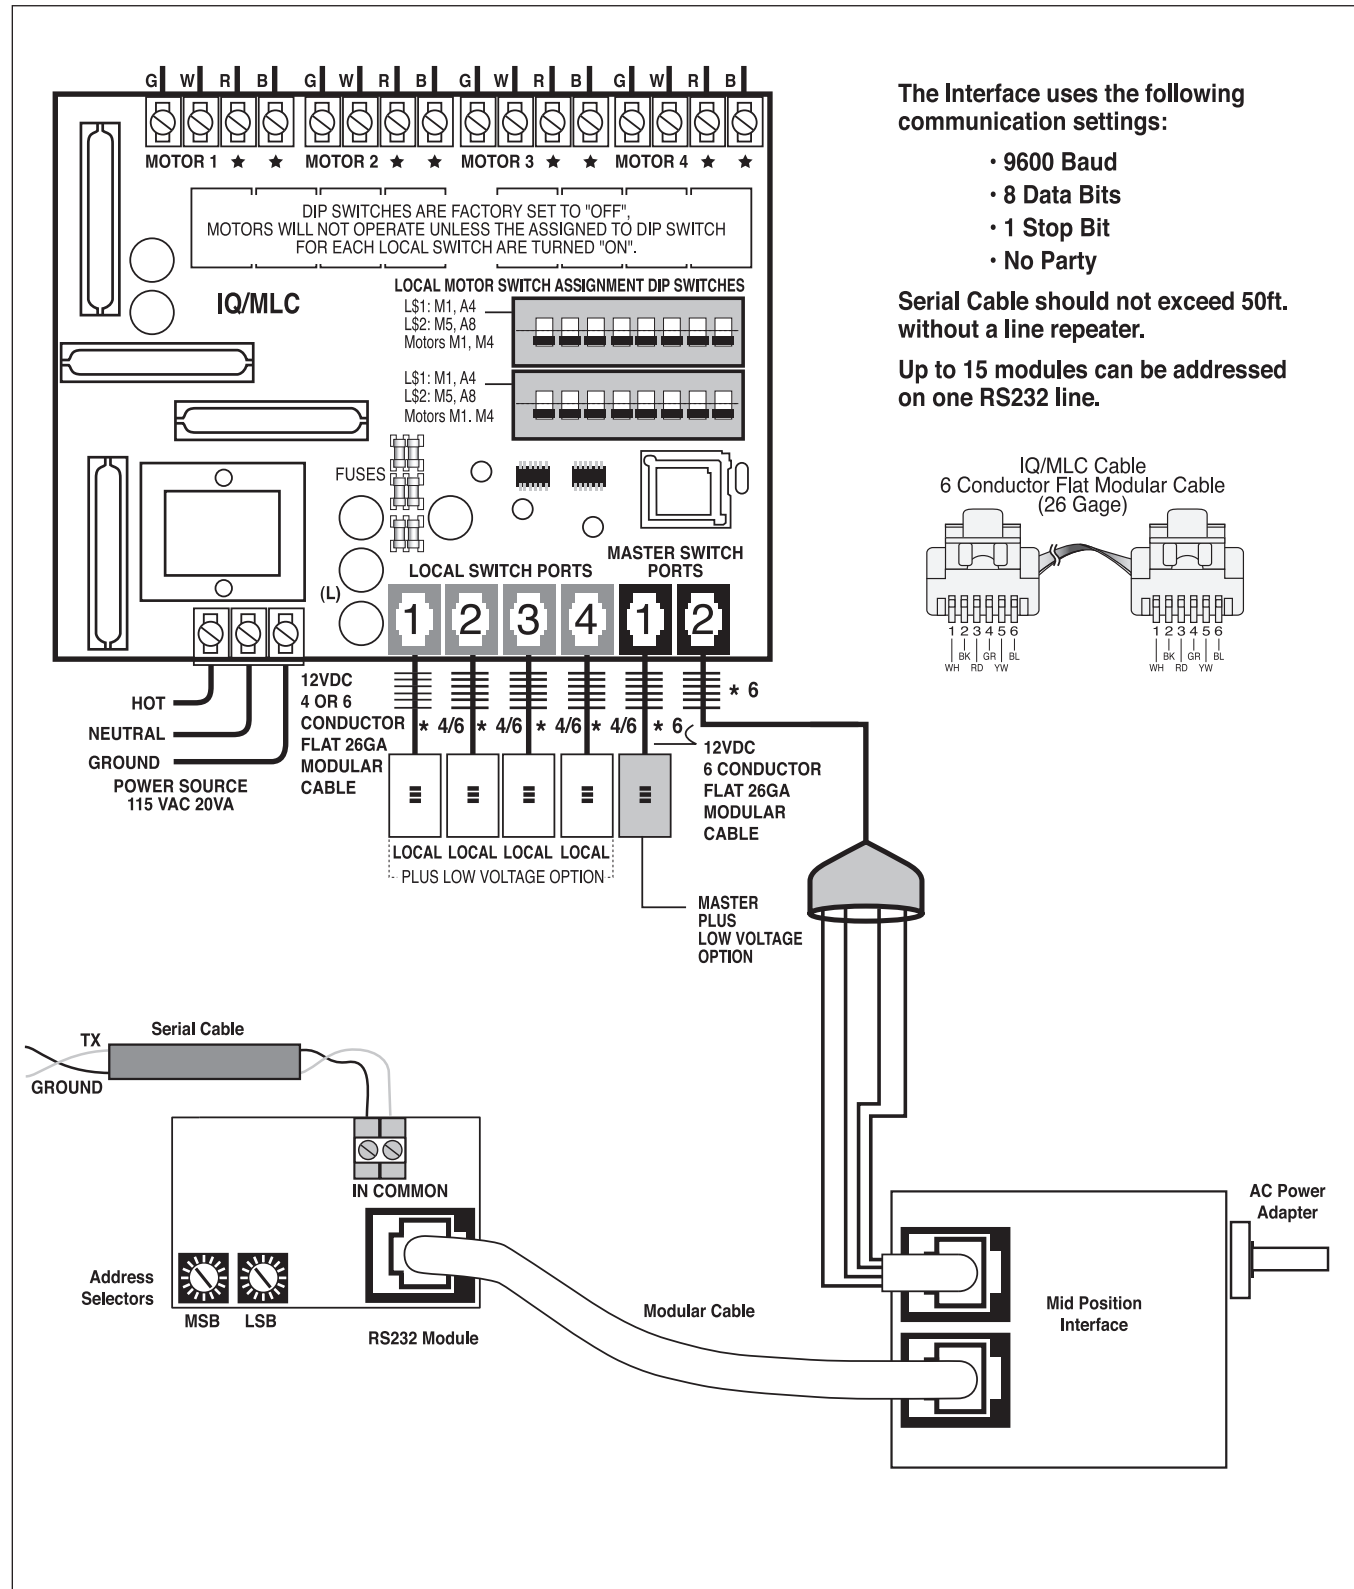 G W R B G W R B G W R B G W R B
MOTOR 1 ★ ★ MOTOR 2 ★ ★ MOTOR 3 ★ ★ MOTOR 4 ★ ★
DIP SWITCHES ARE FACTORY SET TO "OFF",
MOTORS WILL NOT OPERATE UNLESS THE ASSIGNED TO DIP SWITCH
FOR EACH LOCAL SWITCH ARE TURNED "ON".
IQ/MLC
LOCAL MOTOR SWITCH ASSIGNMENT DIP SWITCHES
L$1: M1, A4
L$2: M5, A8
Motors M1, M4
L$1: M1, A4
L$2: M5, A8
Motors M1. M4
FUSES
(L)
LOCAL SWITCH PORTS
MASTER SWITCH
PORTS
1 2 3 4 1 2
HOT
NEUTRAL
GROUND
POWER SOURCE
115 VAC 20VA
12VDC
4 OR 6
CONDUCTOR
FLAT 26GA
MODULAR
CABLE
* 4/6 * 4/6 * 4/6 * 4/6 * 6
* 6
12VDC
6 CONDUCTOR
FLAT 26GA
MODULAR
CABLE
LOCAL LOCAL LOCAL LOCAL
PLUS LOW VOLTAGE OPTION
MASTER
PLUS
LOW VOLTAGE
OPTION
The Interface uses the following
communication settings:
· 9600 Baud
· 8 Data Bits
· 1 Stop Bit
· No Party
Serial Cable should not exceed 50ft.
without a line repeater.
Up to 15 modules can be addressed
on one RS232 line.
IQ/MLC Cable
6 Conductor Flat Modular Cable
(26 Gage)
1 2 3 4 5 6
BK GR BL
WH RD YW
1 2 3 4 5 6
BK GR BL
WH RD YW
Serial Cable
TX
GROUND
IN COMMON
Address
Selectors
MSB LSB
RS232 Module
Modular Cable
Mid Position
Interface
AC Power
Adapter